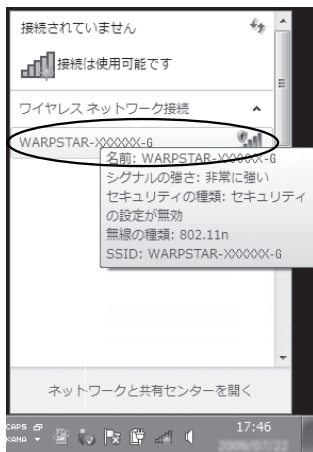 接続されていません
接続は使用可能です
ワイヤレス ネットワーク接続
WARPSTAR-XXXXXX-G
名前: WARPSTAR-XXXXXX-G
シグナルの強さ: 非常に強い
セキュリティの種類: セキュリティ
の設定が無効
無線の種類: 802.11n
SSID: WARPSTAR-XXXXXX-G
ネットワークと共有センターを開く
CAPS
KANA
17:46